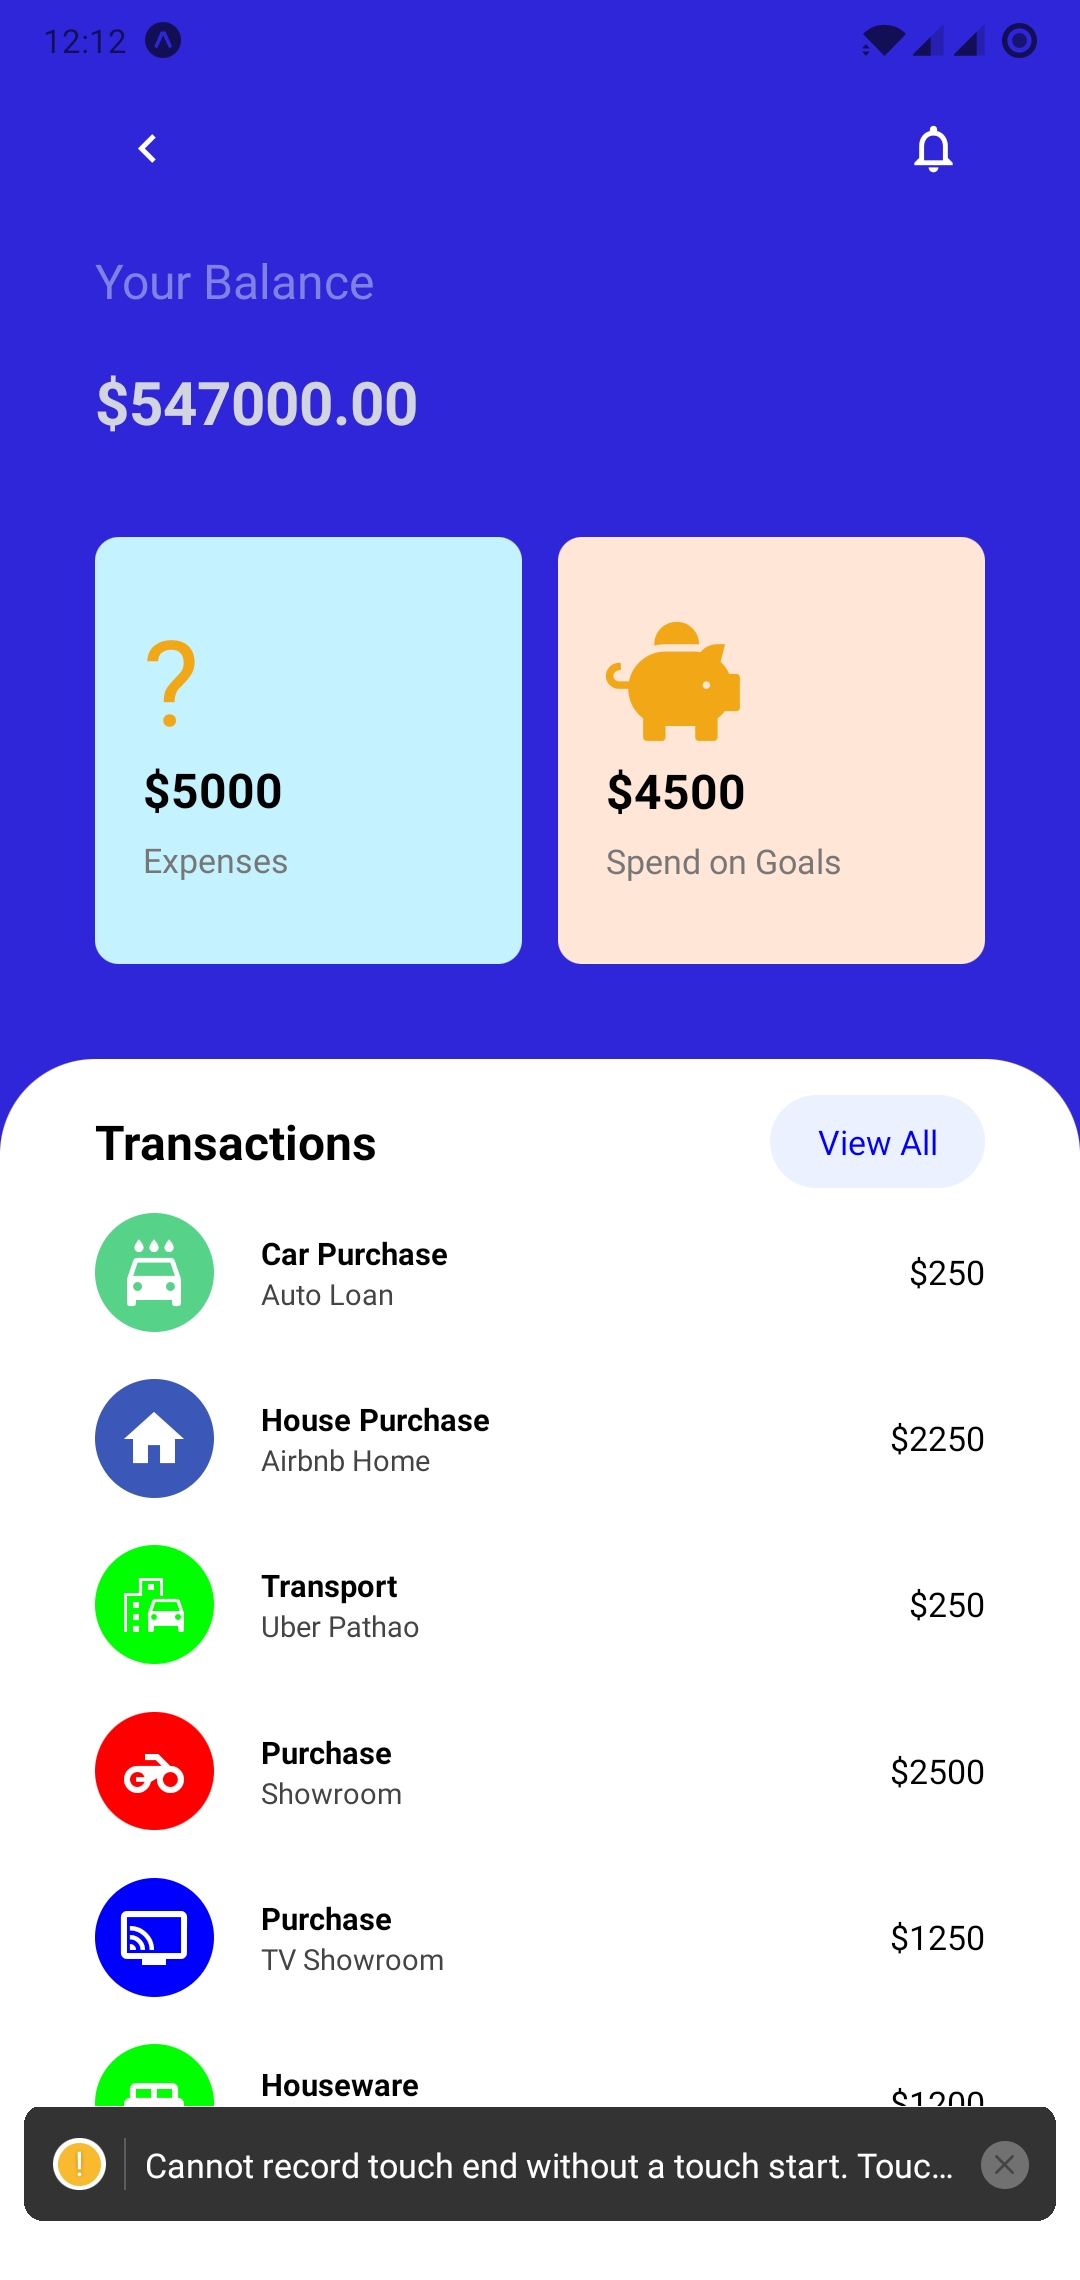 12:12
Your Balance
$547000.00
?
$5000
Expenses
$4500
Spend on Goals
Transactions
View All
Car Purchase
Auto Loan
$250
House Purchase
Airbnb Home
$2250
Transport
Uber Pathao
$250
Purchase
Showroom
$2500
Purchase
TV Showroom
$1250
Houseware
$1200
! Cannot record touch end without a touch start. Touc...